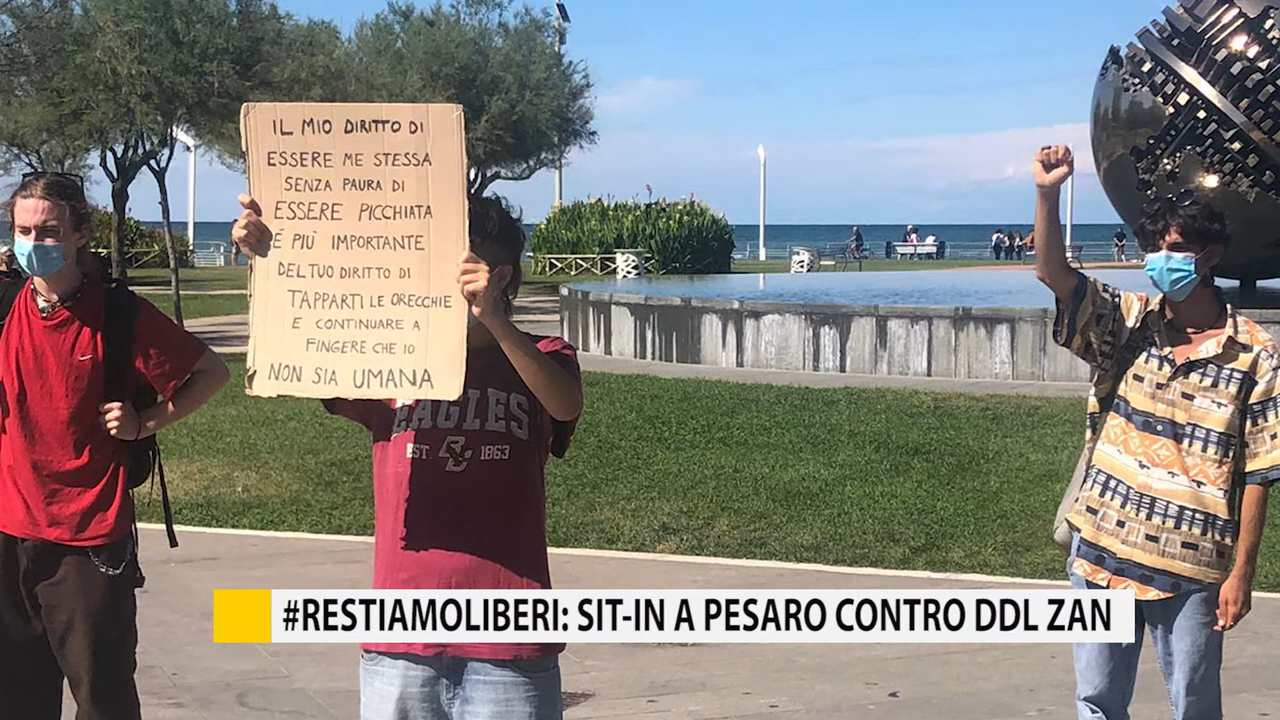 IL MIO DIRITTO DI
ESSERE ME STESSA
SENZA PAURA DI
ESSERE PICCHIATA
É PIÙ IMPORTANTE
DEL TUO DIRITTO DI
TAPPARTI LE ORECCHIE
E CONTINUARE A
FINGERE CHE IO
NON SIA UMANA
EAGLES
EST. BC 1863
#RESTIAMOLIBERI: SIT-IN A PESARO CONTRO DDL ZAN